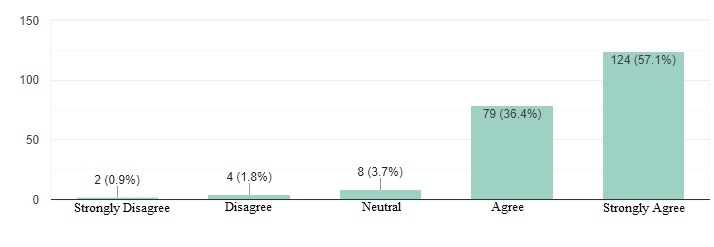 150
100
50
0
2 (0.9%)
4 (1.8%)
8 (3.7%)
79 (36.4%)
124 (57.1%)
Strongly Disagree
Disagree
Neutral
Agree
Strongly Agree